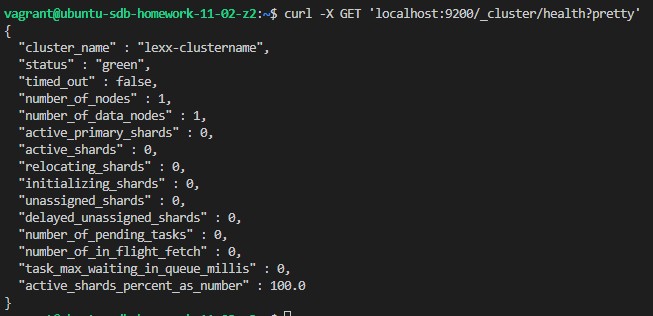 vagrant@ubuntu-sdb-homework-11-02-z2:~$ curl -X GET 'localhost:9200/_cluster/health?pretty'
{
  "cluster_name" : "lexx-clustername",
  "status" : "green",
  "timed_out" : false,
  "number_of_nodes" : 1,
  "number_of_data_nodes" : 1,
  "active_primary_shards" : 0,
  "active_shards" : 0,
  "relocating_shards" : 0,
  "initializing_shards" : 0,
  "unassigned_shards" : 0,
  "delayed_unassigned_shards" : 0,
  "number_of_pending_tasks" : 0,
  "number_of_in_flight_fetch" : 0,
  "task_max_waiting_in_queue_millis" : 0,
  "active_shards_percent_as_number" : 100.0
}